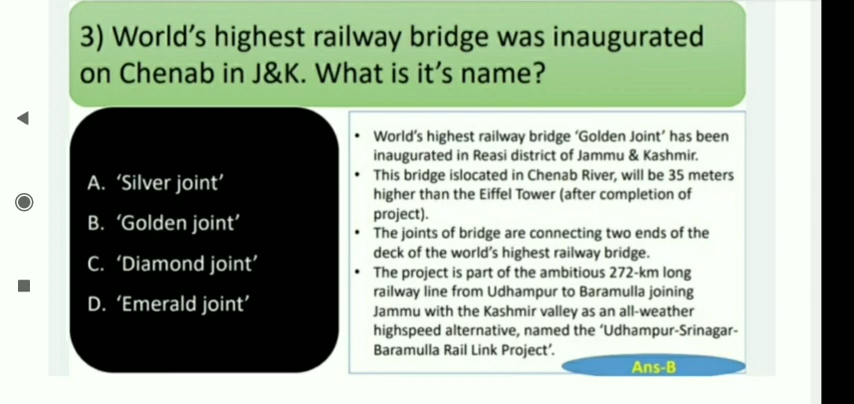 3) World’s highest railway bridge was inaugurated
on Chenab in J&K. What is it’s name?
A. ‘Silver joint’
B. ‘Golden joint’
C. ‘Diamond joint’
D. ‘Emerald joint’
• World’s highest railway bridge ‘Golden Joint’ has been
inaugurated in Reasi district of Jammu & Kashmir.
• This bridge islocated in Chenab River, will be 35 meters
higher than the Eiffel Tower (after completion of
project).
• The joints of bridge are connecting two ends of the
deck of the world’s highest railway bridge.
• The project is part of the ambitious 272-km long
railway line from Udhampur to Baramulla joining
Jammu with the Kashmir valley as an all-weather
highspeed alternative, named the ‘Udhampur-Srinagar-
Baramulla Rail Link Project’.
Ans-B